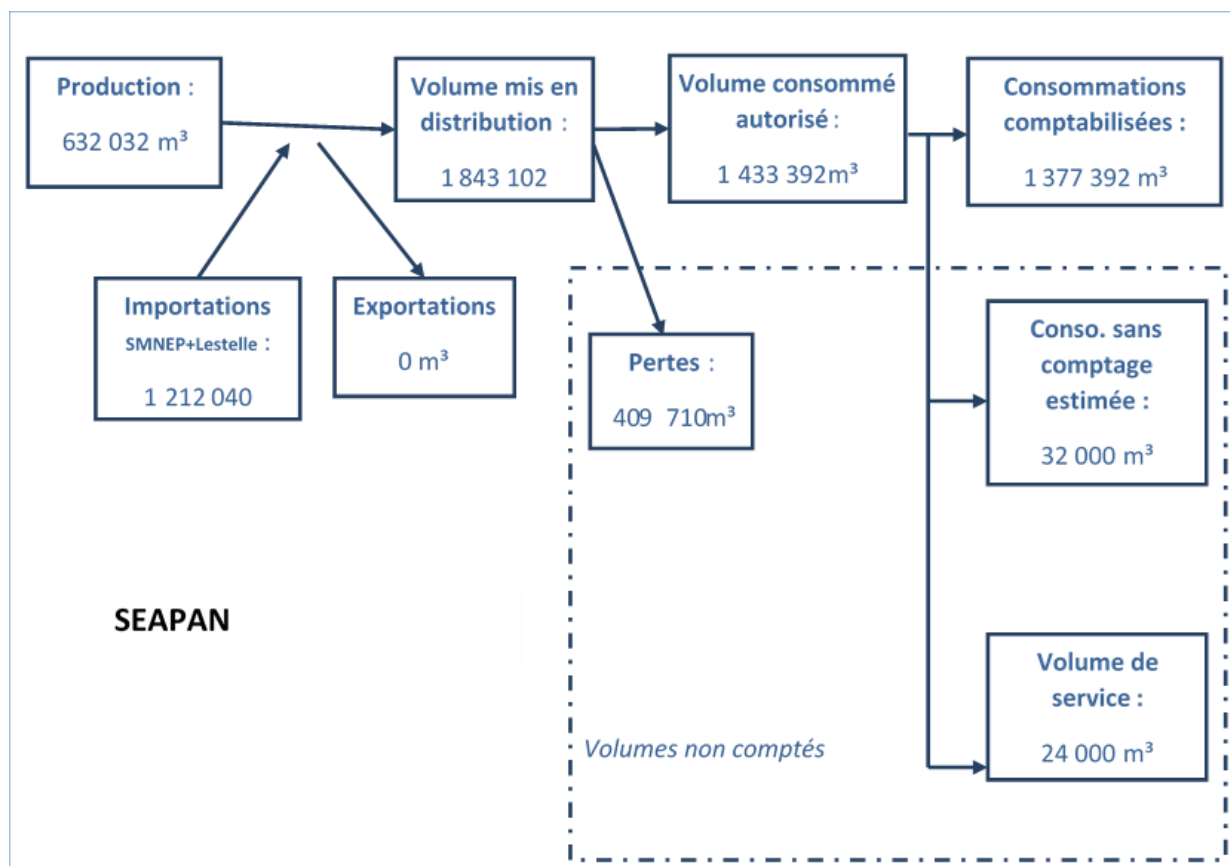 Production :
632 032 m³
Volume mis en
distribution :
1 843 102
Volume consommé
autorisé :
1 433 392m³
Consommations
comptabilisées :
1 377 392 m³
Importations
SMNEP+Lestelle :
1 212 040
Exportations
0 m³
Pertes :
409 710m³
Conso. sans
comptage
estimée :
32 000 m³
SEAPAN
Volume de
service :
24 000 m³
Volumes non comptés